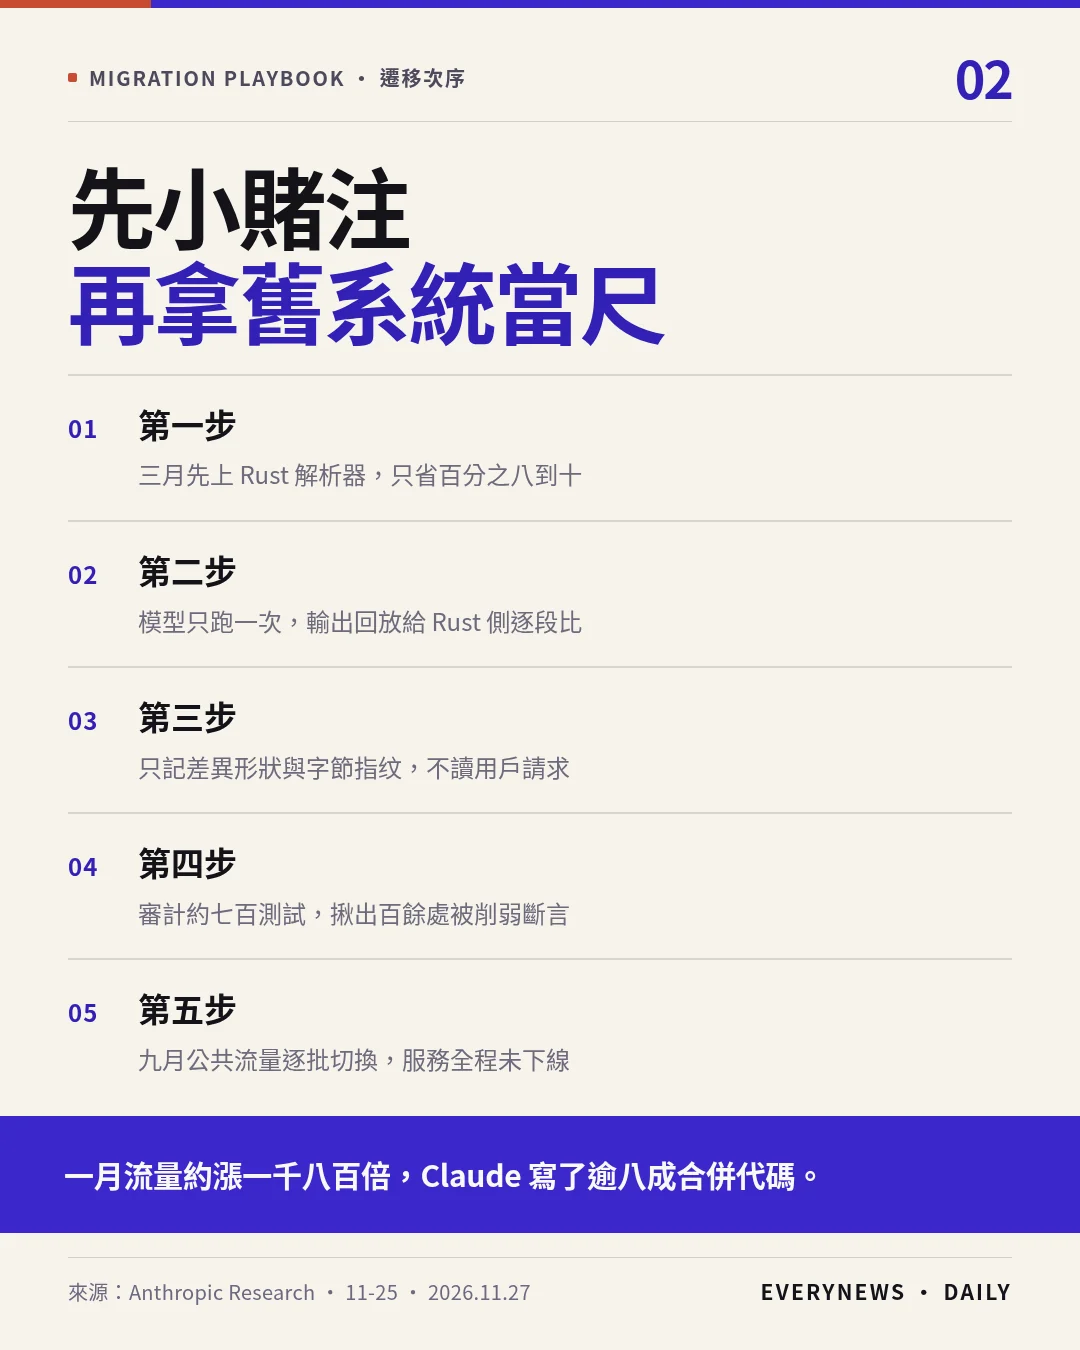 MIGRATION PLAYBOOK • 遷移次序
02
先小賭注
再拿舊系統當尺
01 第一步
三月先上 Rust 解析器，只省百分之八到十
02 第二步
模型只跑一次，輸出回放給 Rust 側逐段比
03 第三步
只記差異形狀與字節指纹，不讀用戶請求
04 第四步
審計約七百測試，揪出百餘處被削弱斷言
05 第五步
九月公共流量逐批切換，服務全程未下線
一月流量約漲一千八百倍，Claude 寫了逾八成合併代碼。
來源：Anthropic Research • 11-25 • 2026.11.27
EVERYNEWS • DAILY